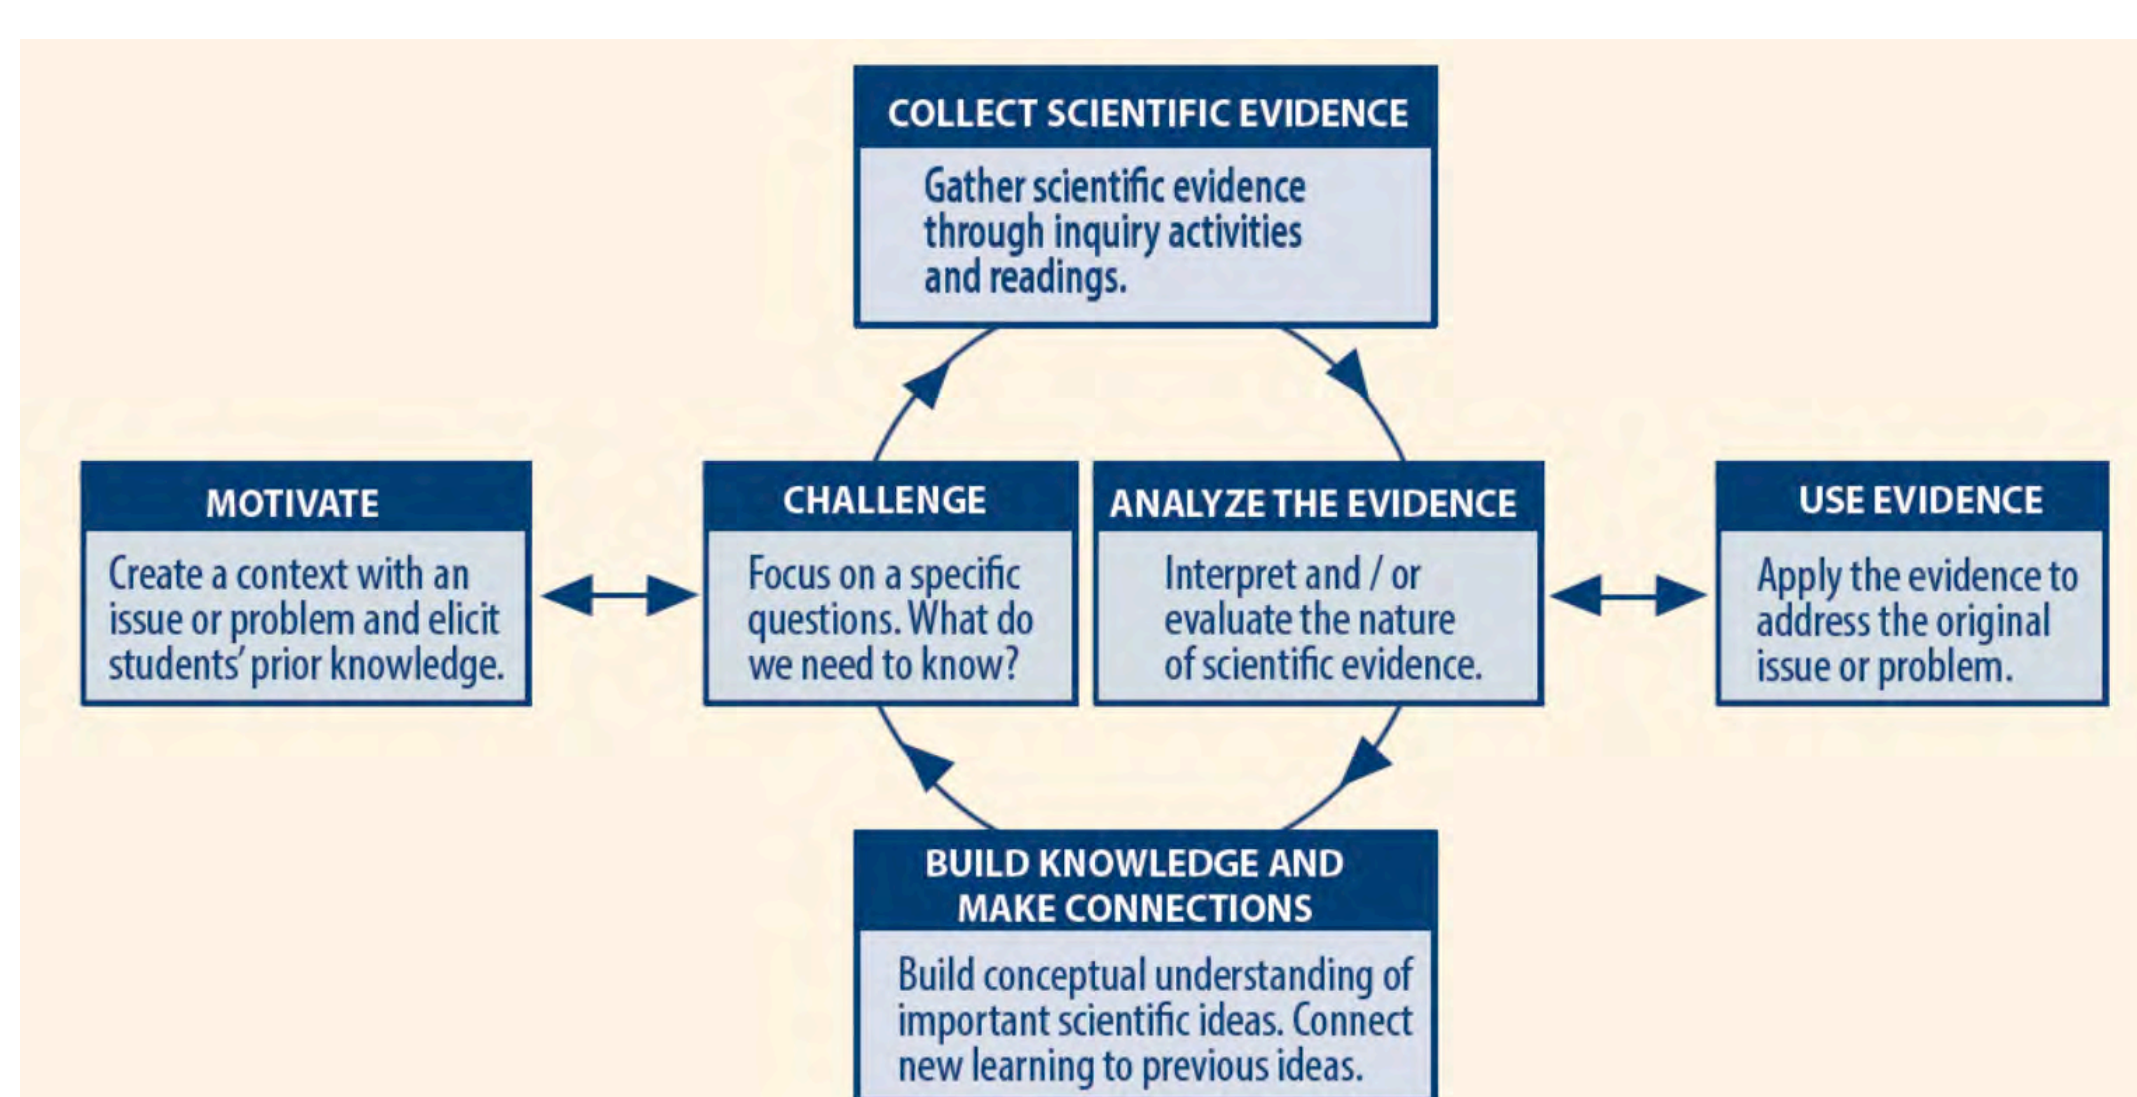 COLLECT SCIENTIFIC EVIDENCE
Gather scientific evidence
through inquiry activities
and readings.
MOTIVATE
Create a context with an
issue or problem and elicit
students' prior knowledge.
CHALLENGE
Focus on a specific
questions. What do
we need to know?
ANALYZE THE EVIDENCE
Interpret and / or
evaluate the nature
of scientific evidence.
USE EVIDENCE
Apply the evidence to
address the original
issue or problem.
BUILD KNOWLEDGE AND
MAKE CONNECTIONS
Build conceptual understanding of
important scientific ideas. Connect
new learning to previous ideas.